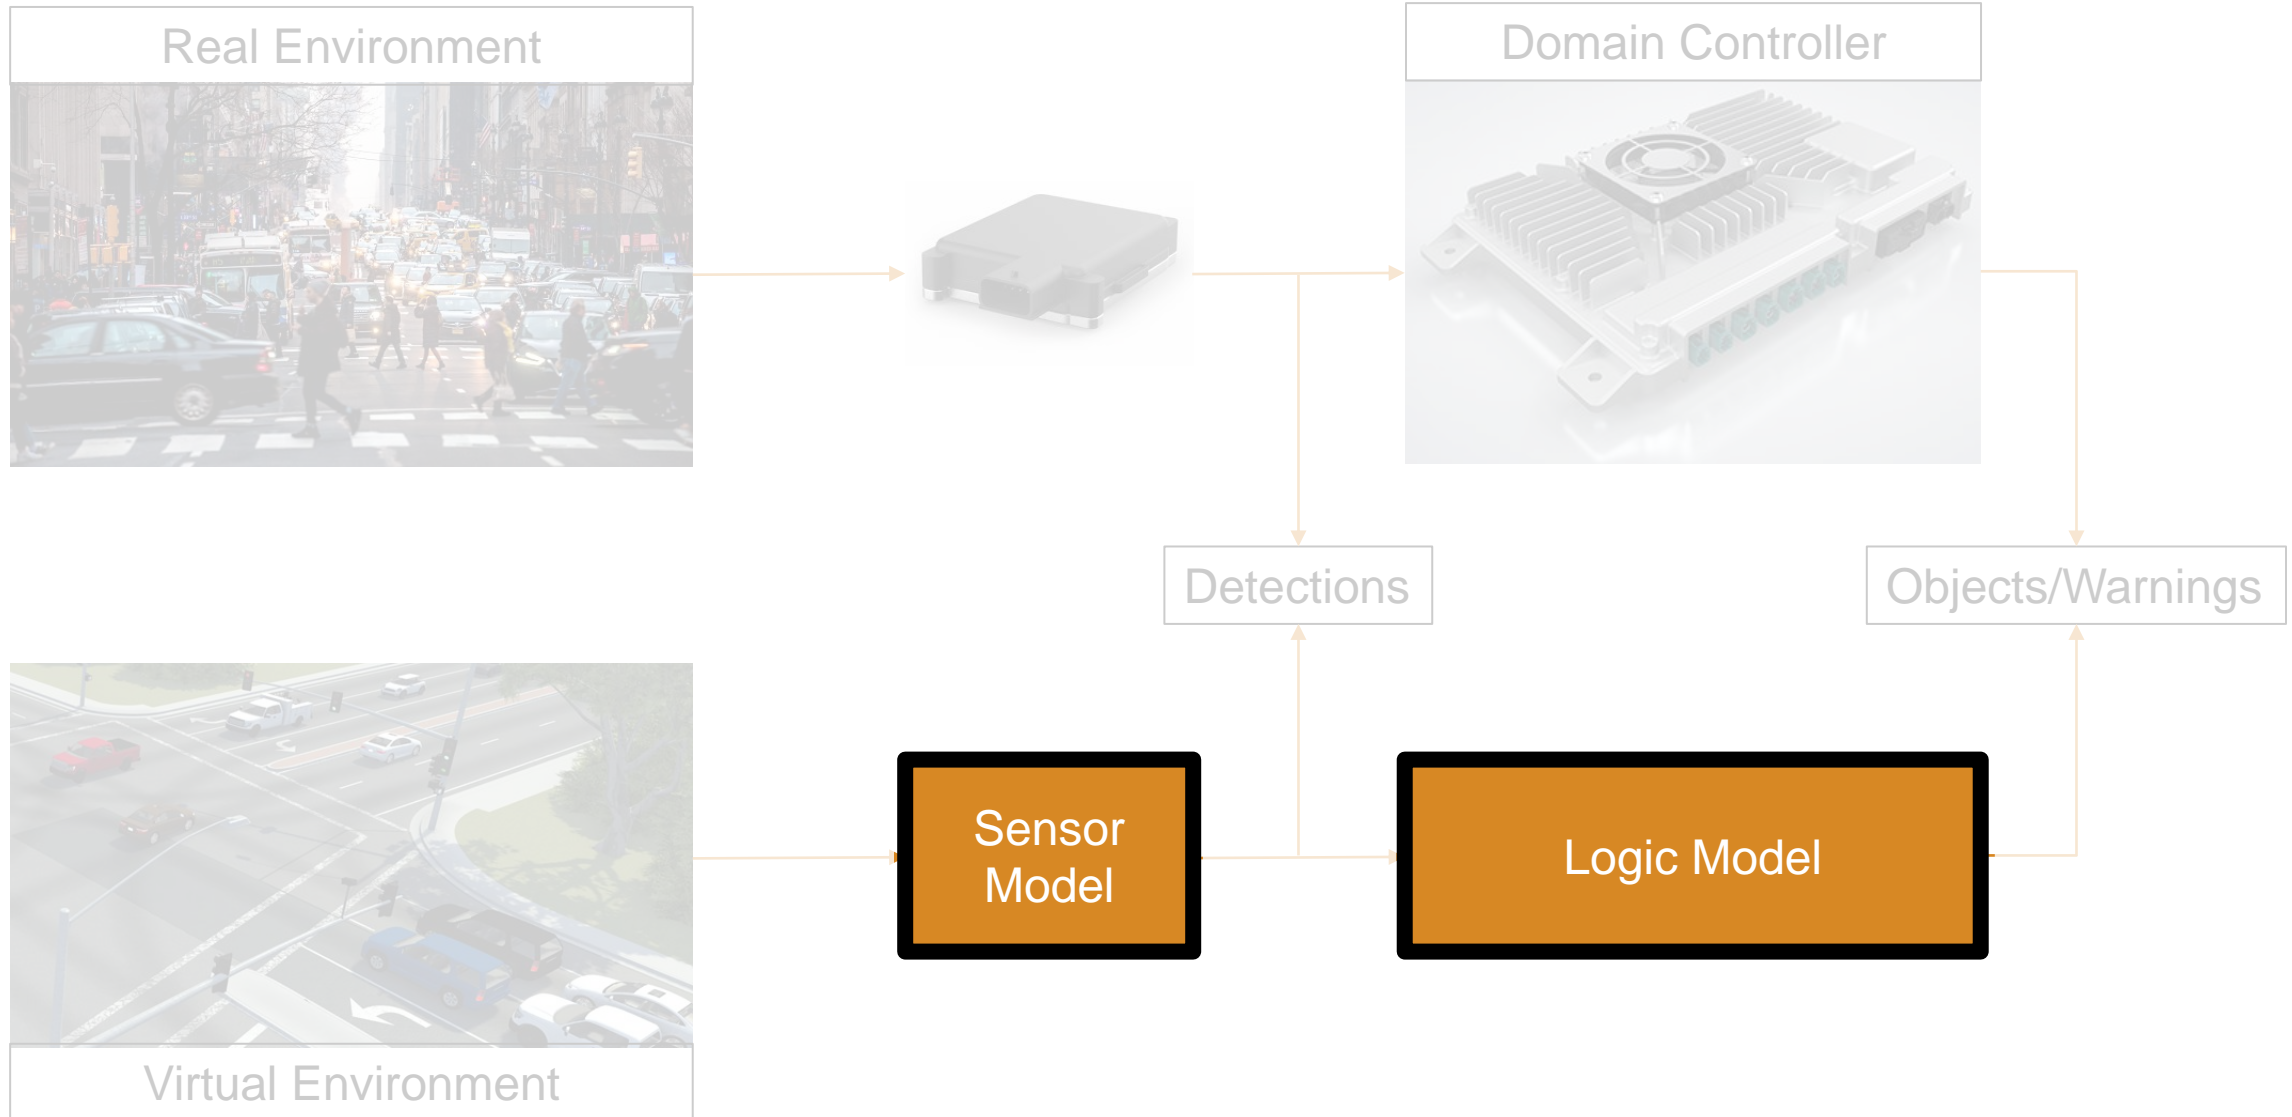 Real Environment
Domain Controller
Detections
Objects/Warnings
Sensor
Model
Logic Model
Virtual Environment